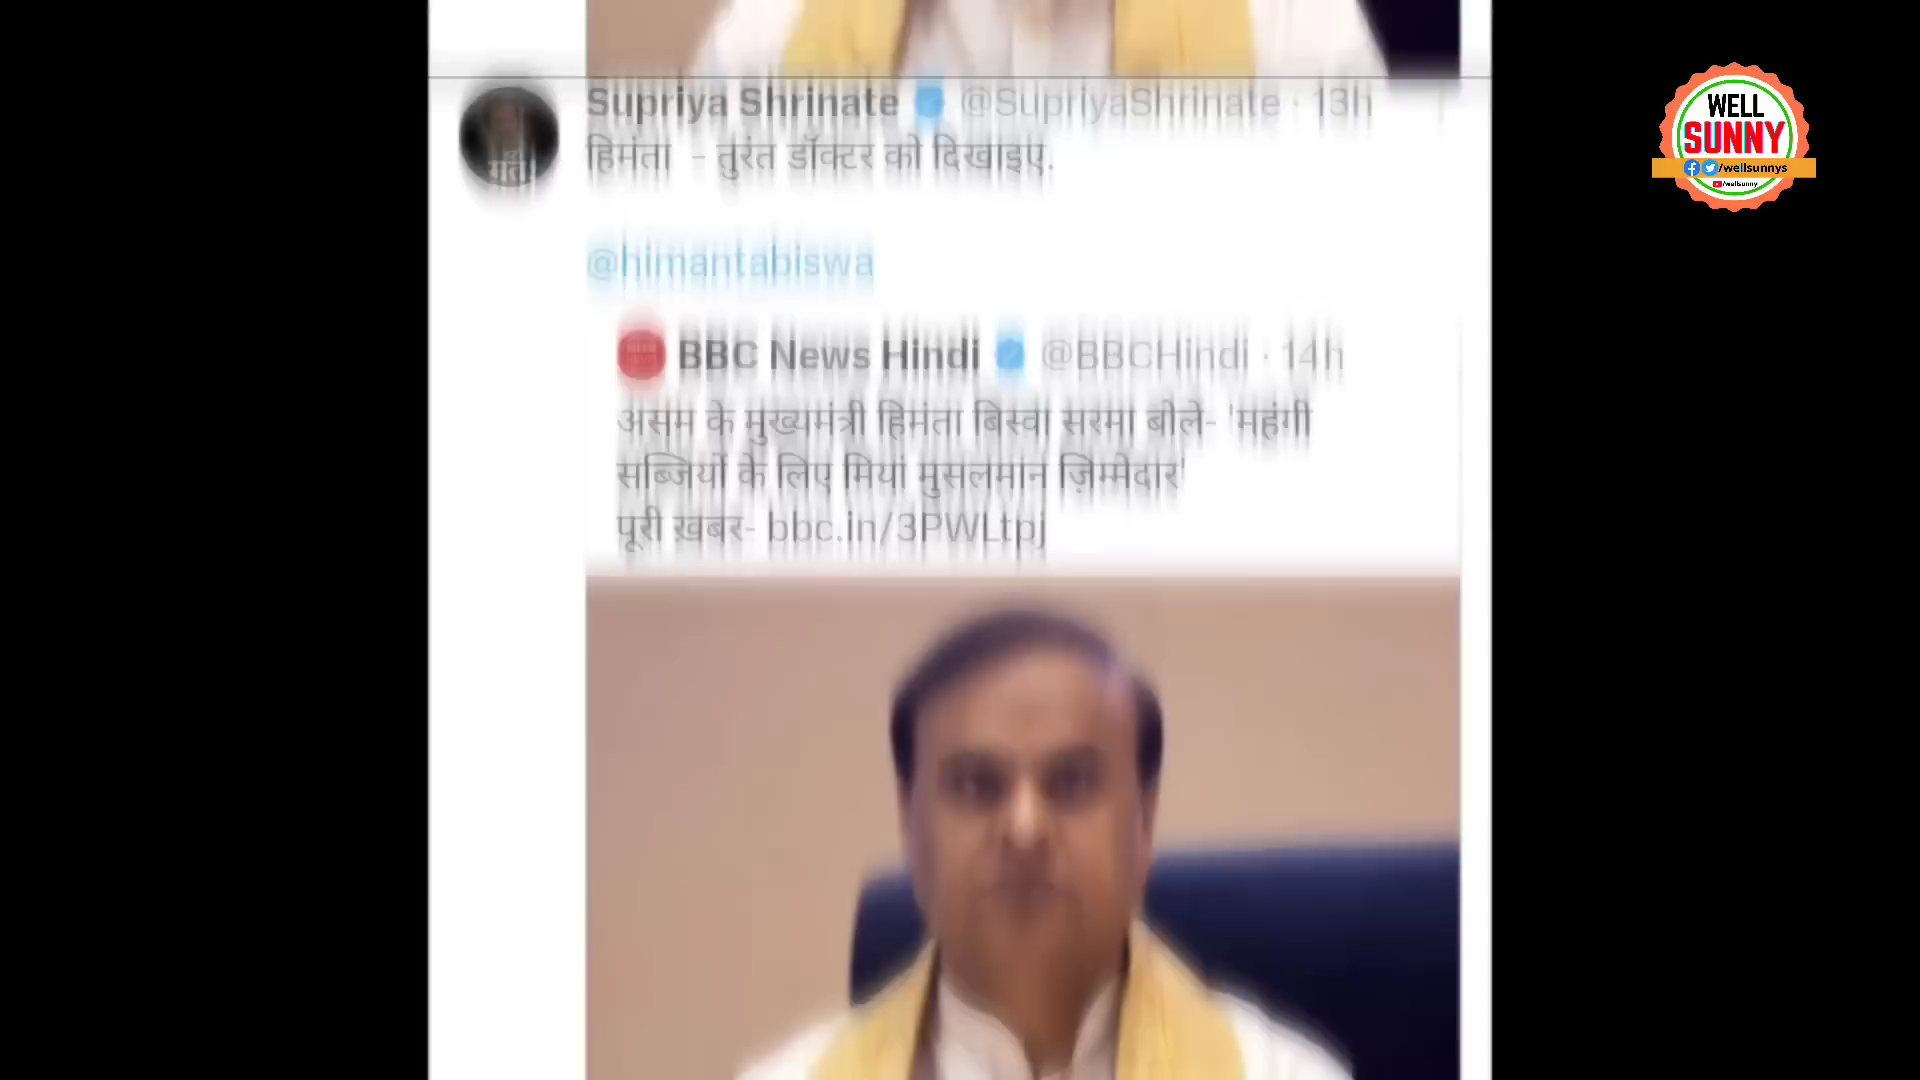 Supriya Shrinate @SupriyaShrinate · 13h
हिमंता - तुरंत डॉक्टर को दिखाइए.
@himantabiswa
BBC News Hindi @BBCHindi · 14h
असम के मुख्यमंत्री हिमंता बिस्वा सरमा बोले- 'महंगी
सब्जियों के लिए मियां मुसलमान ज़िम्मेदार'
पूरी ख़बर- bbc.in/3PWLtpj
WELL
SUNNY
/wellsunnys
/wellsunny